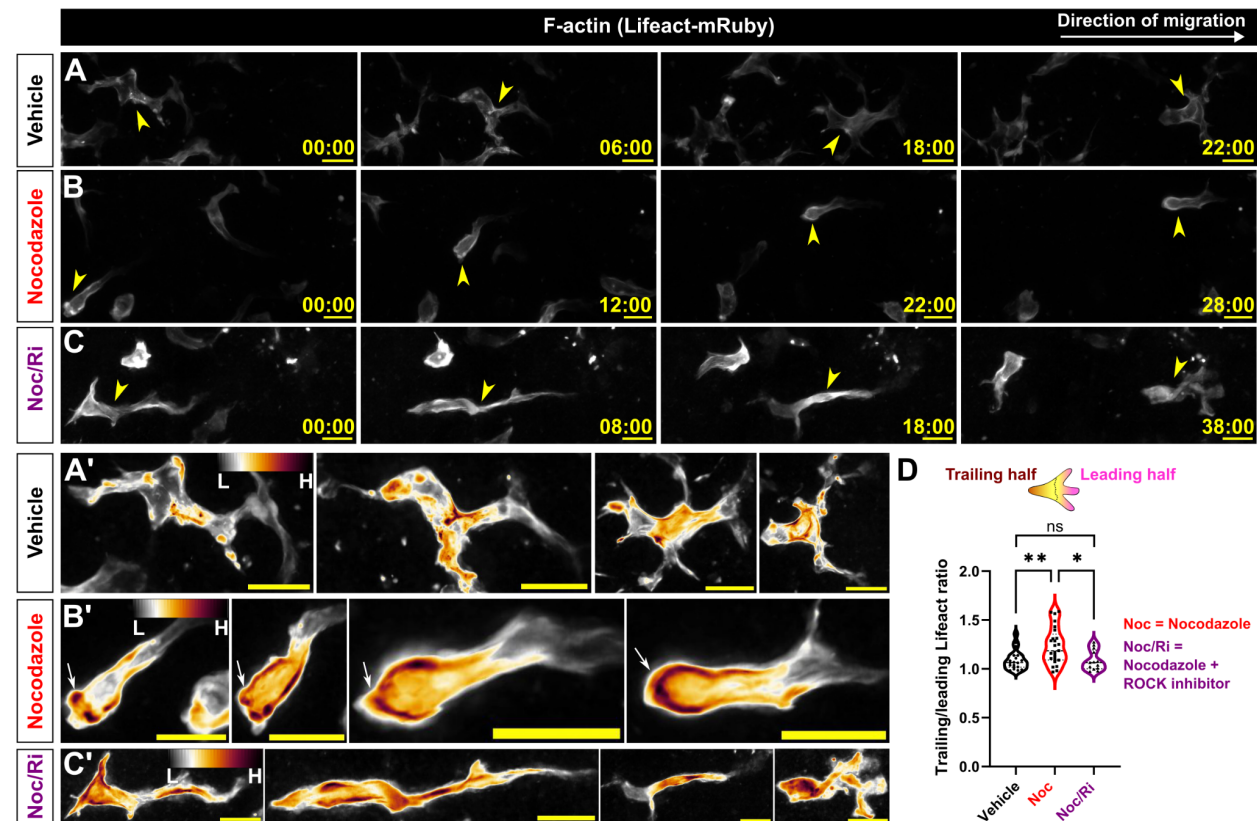 F-actin (Lifeact-mRuby)
Direction of migration
Vehicle
A
00:00
06:00
18:00
22:00
Nocodazole
B
00:00
12:00
22:00
28:00
Noc/Ri
C
00:00
08:00
18:00
38:00
Vehicle
A'
L H
Nocodazole
B'
L H
Noc/Ri
C'
L H
D
Trailing half
Leading half
ns
** *
Trailing/leading Lifeact ratio
2.0
1.5
1.0
0.5
0.0
Vehicle
Noc
Noc/Ri
Noc = Nocodazole
Noc/Ri =
Nocodazole +
ROCK inhibitor